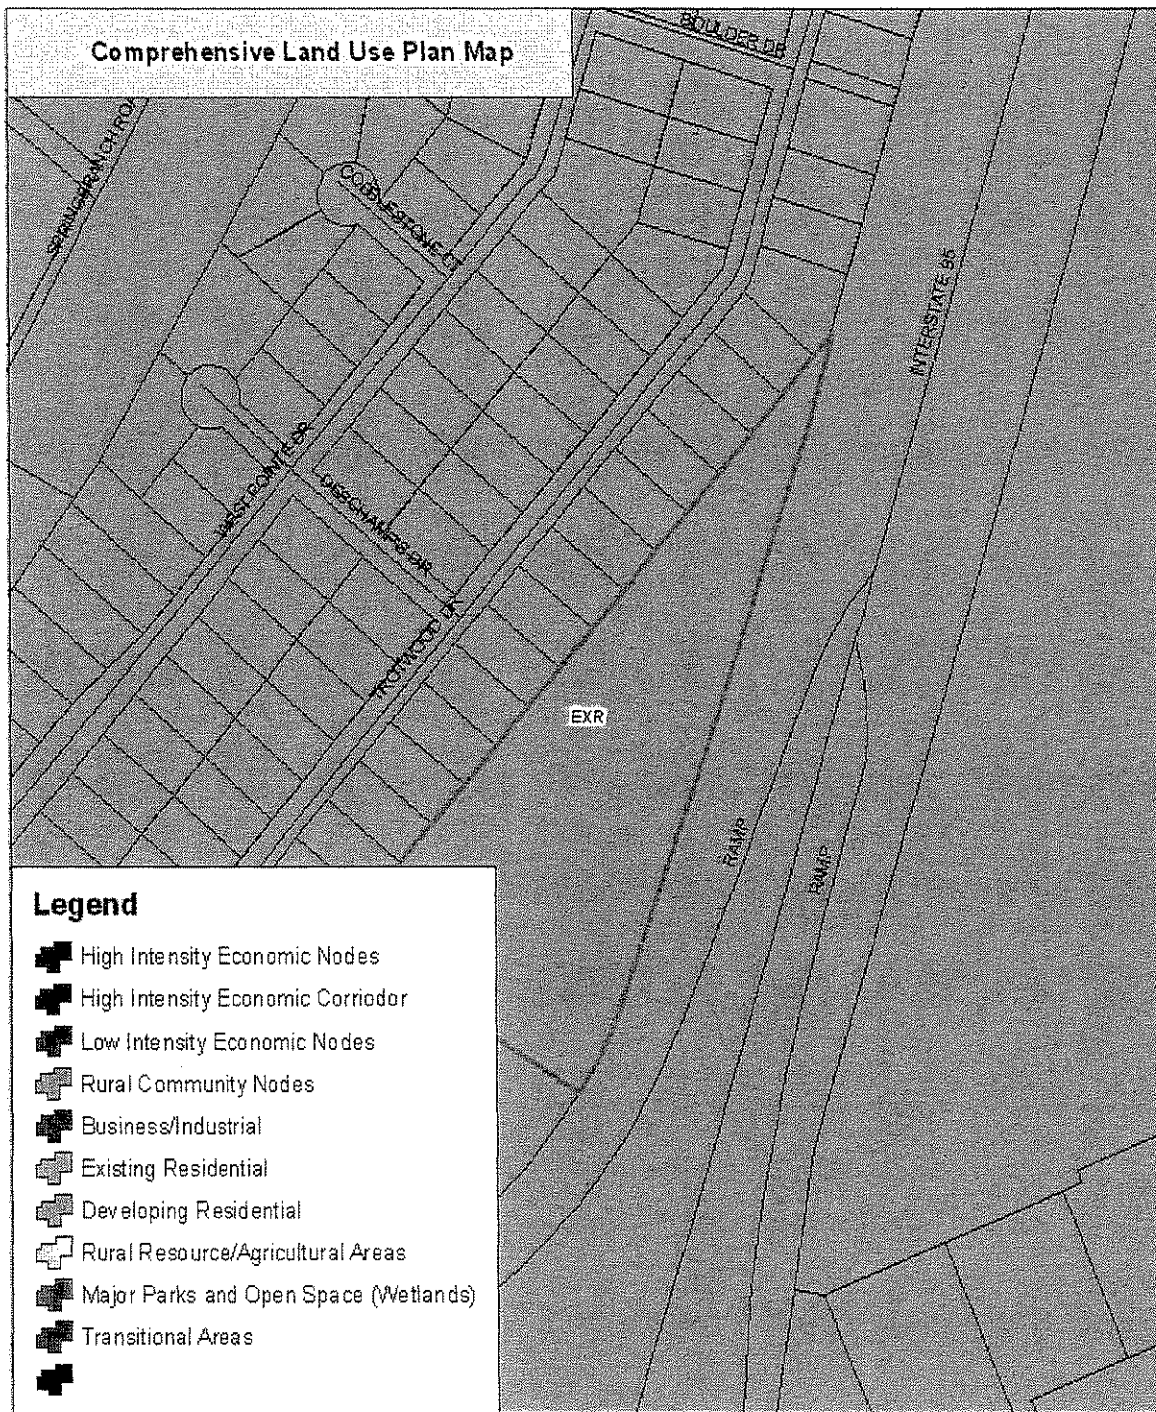 Comprehensive Land Use Plan Map
BOULDER DR
COBBLESTONE CT
INTERSTATE 95
WEST POINTE DR
DESCHAMPS DR
TROTWOOD DR
EXR
RAMP
RAMP
Legend
High Intensity Economic Nodes
High Intensity Economic Corriodor
Low Intensity Economic Nodes
Rural Community Nodes
Business/Industrial
Existing Residential
Developing Residential
Rural Resource/Agricultural Areas
Major Parks and Open Space (Wetlands)
Transitional Areas